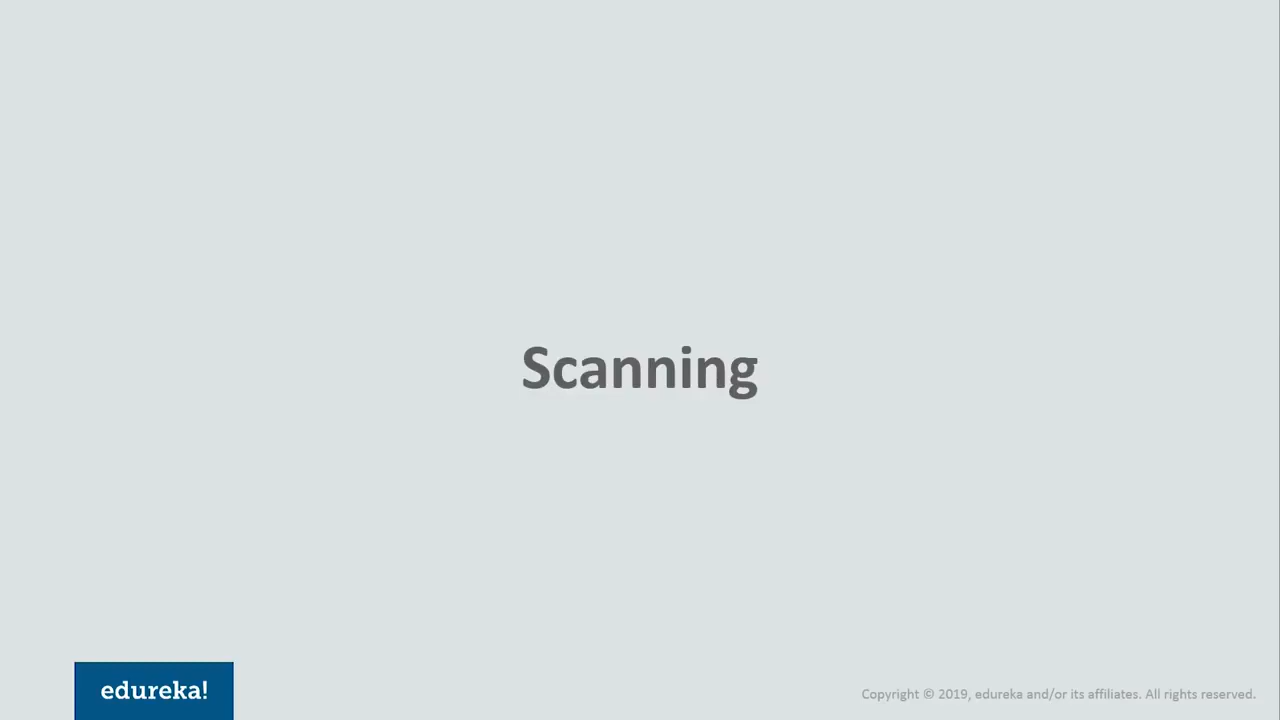 Scanning
edureka!
Copyright © 2019, edureka and/or its affiliates. All rights reserved.